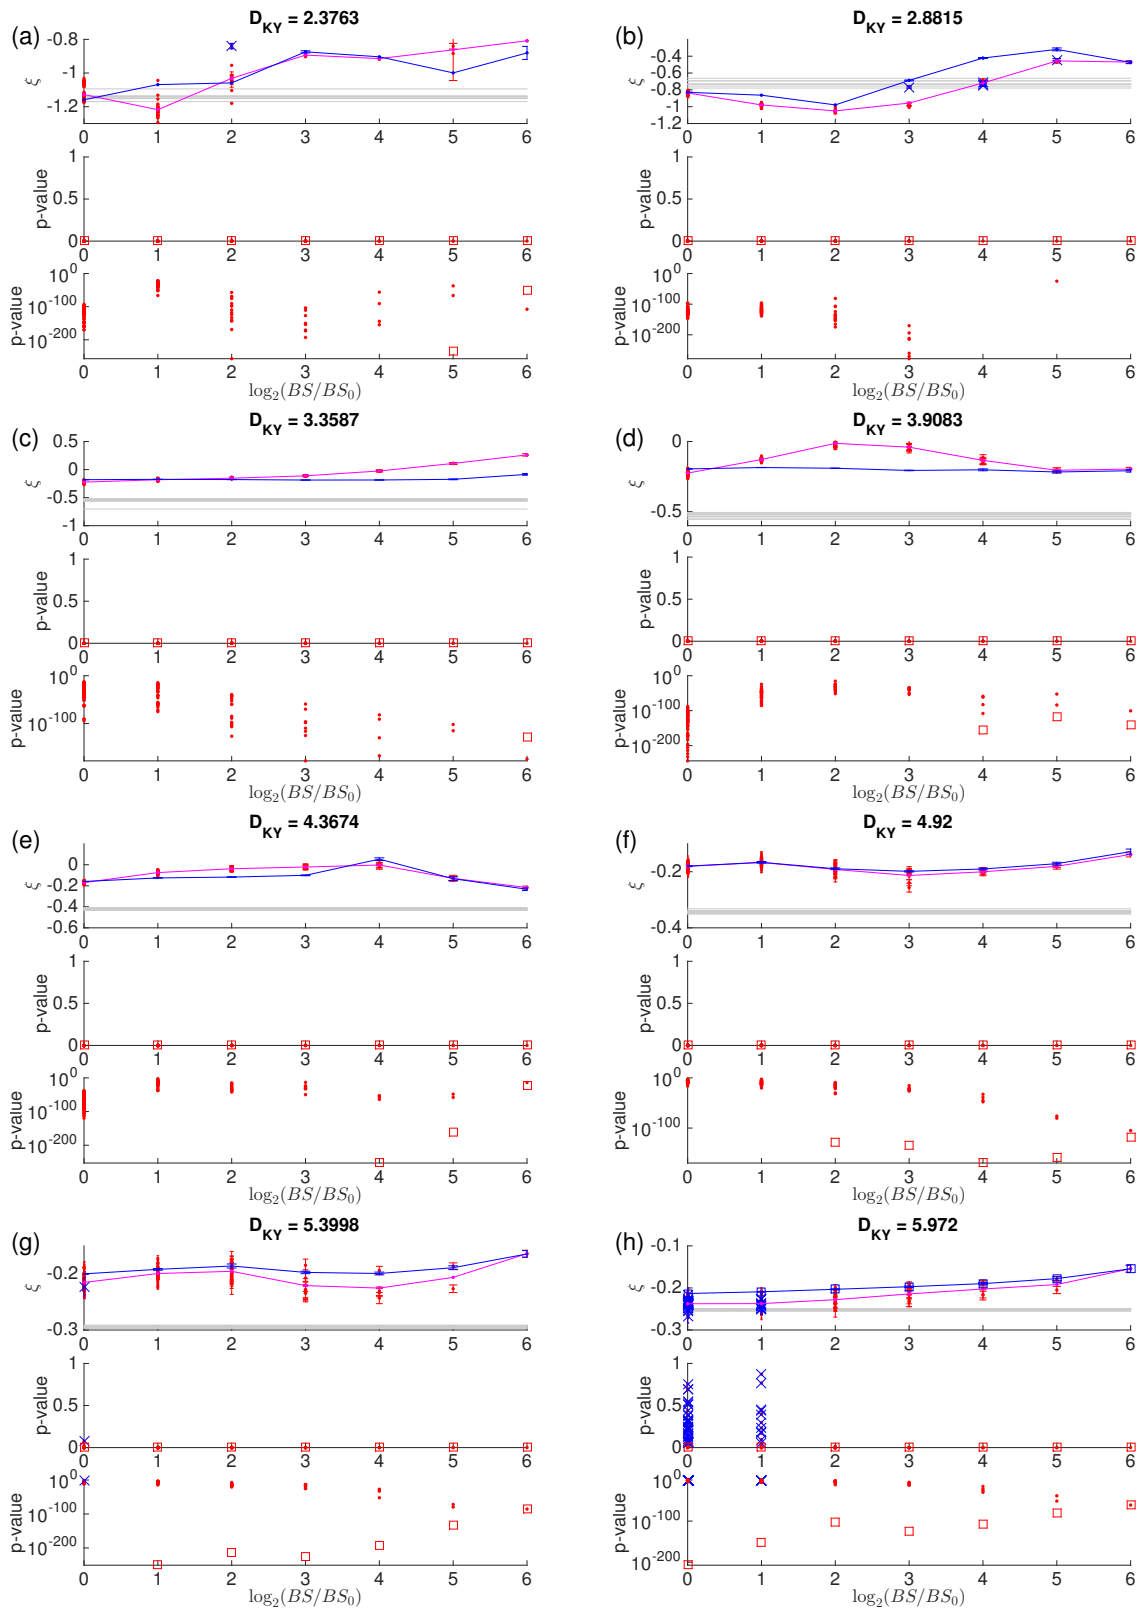 (a)
D_KY = 2.3763
-0.8
-1
-1.2
ξ
0 1 2 3 4 5 6
1
0.5
0
p-value
0 1 2 3 4 5 6
10^0
10^-100
10^-200
p-value
0 1 2 3 4 5 6
log_2(BS/BS_0)
(b)
D_KY = 2.8815
-0.4
-0.6
-0.8
-1
-1.2
ξ
0 1 2 3 4 5 6
1
0.5
0
p-value
0 1 2 3 4 5 6
10^0
10^-100
10^-200
p-value
0 1 2 3 4 5 6
log_2(BS/BS_0)
(c)
D_KY = 3.3587
0.5
0
-0.5
-1
ξ
0 1 2 3 4 5 6
1
0.5
0
p-value
0 1 2 3 4 5 6
10^0
10^-100
p-value
0 1 2 3 4 5 6
log_2(BS/BS_0)
(d)
D_KY = 3.9083
0
-0.5
ξ
0 1 2 3 4 5 6
1
0.5
0
p-value
0 1 2 3 4 5 6
10^0
10^-100
10^-200
p-value
0 1 2 3 4 5 6
log_2(BS/BS_0)
(e)
D_KY = 4.3674
0
-0.2
-0.4
-0.6
ξ
0 1 2 3 4 5 6
1
0.5
0
p-value
0 1 2 3 4 5 6
10^0
10^-100
10^-200
p-value
0 1 2 3 4 5 6
log_2(BS/BS_0)
(f)
D_KY = 4.92
-0.2
-0.4
ξ
0 1 2 3 4 5 6
1
0.5
0
p-value
0 1 2 3 4 5 6
10^0
10^-100
p-value
0 1 2 3 4 5 6
log_2(BS/BS_0)
(g)
D_KY = 5.3998
-0.2
-0.3
ξ
0 1 2 3 4 5 6
1
0.5
0
p-value
0 1 2 3 4 5 6
10^0
10^-100
10^-200
p-value
0 1 2 3 4 5 6
log_2(BS/BS_0)
(h)
D_KY = 5.972
-0.1
-0.2
-0.3
ξ
0 1 2 3 4 5 6
1
0.5
0
p-value
0 1 2 3 4 5 6
10^0
10^-100
10^-200
p-value
0 1 2 3 4 5 6
log_2(BS/BS_0)